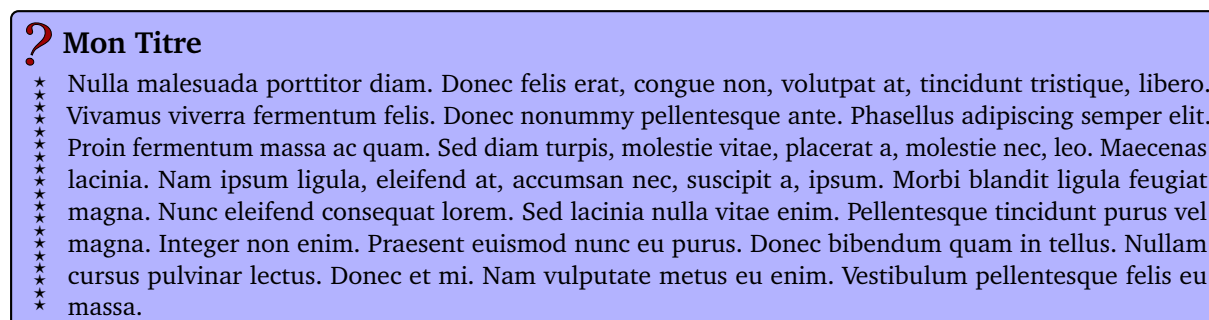 ? Mon Titre
Nulla malesuada porttitor diam. Donec felis erat, congue non, volutpat at, tincidunt tristique, libero.
Vivamus viverra fermentum felis. Donec nonummy pellentesque ante. Phasellus adipiscing semper elit.
Proin fermentum massa ac quam. Sed diam turpis, molestie vitae, placerat a, molestie nec, leo. Maecenas
lacinia. Nam ipsum ligula, eleifend at, accumsan nec, suscipit a, ipsum. Morbi blandit ligula feugiat
magna. Nunc eleifend consequat lorem. Sed lacinia nulla vitae enim. Pellentesque tincidunt purus vel
magna. Integer non enim. Praesent euismod nunc eu purus. Donec bibendum quam in tellus. Nullam
cursus pulvinar lectus. Donec et mi. Nam vulputate metus eu enim. Vestibulum pellentesque felis eu
massa.